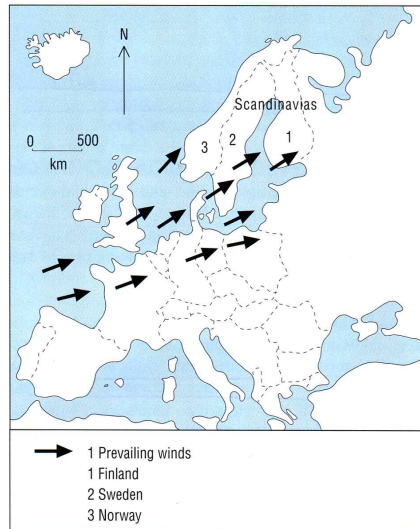 N
Scandinavias
0 500
km
3
2
1
1 Prevailing winds
1 Finland
2 Sweden
3 Norway